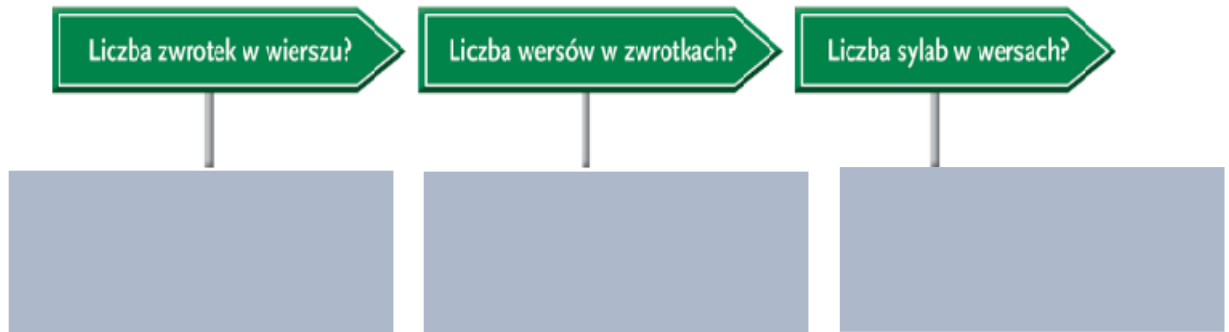 Liczba zwrotek w wierszu?
Liczba wersów w zwrotkach?
Liczba sylab w wersach?